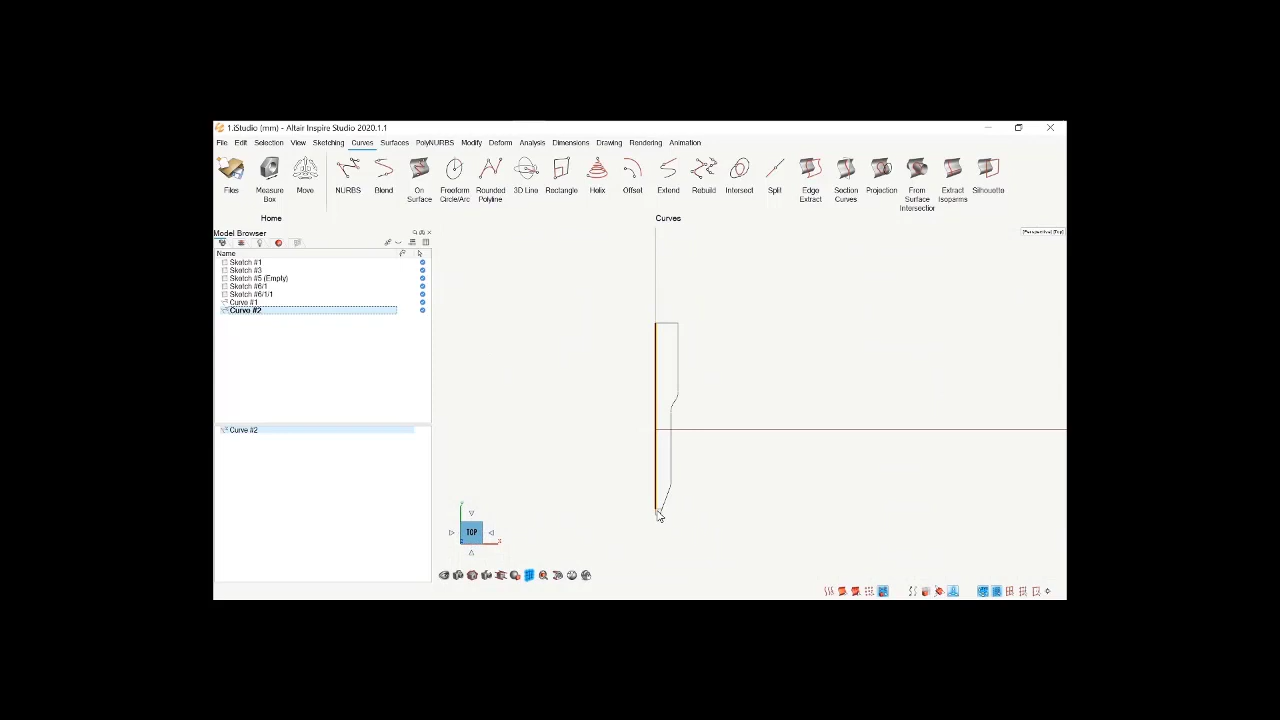 1.iStudio (mm) - Altair Inspire Studio 2020.1.1
File Edit Selection View Sketching Curves Surfaces PolyNURBS Modify Deform Analysis Dimensions Drawing Rendering Animation
Files Measure Box Move NURBS Blend On Surface Freeform Circle/Arc Rounded Polyline 3D Line Rectangle Helix Offset Extend Rebuild Intersect Split Edge Extract Section Curves Projection From Surface Intersection Extract Isoparms Silhouette
Home Curves
Model Browser
[Perspective] [Top]
Name
Sketch #1
Sketch #3
Sketch #5 (Empty)
Sketch #6/1
Sketch #6/1/1
Curve #1
Curve #2
Curve #2
TOP